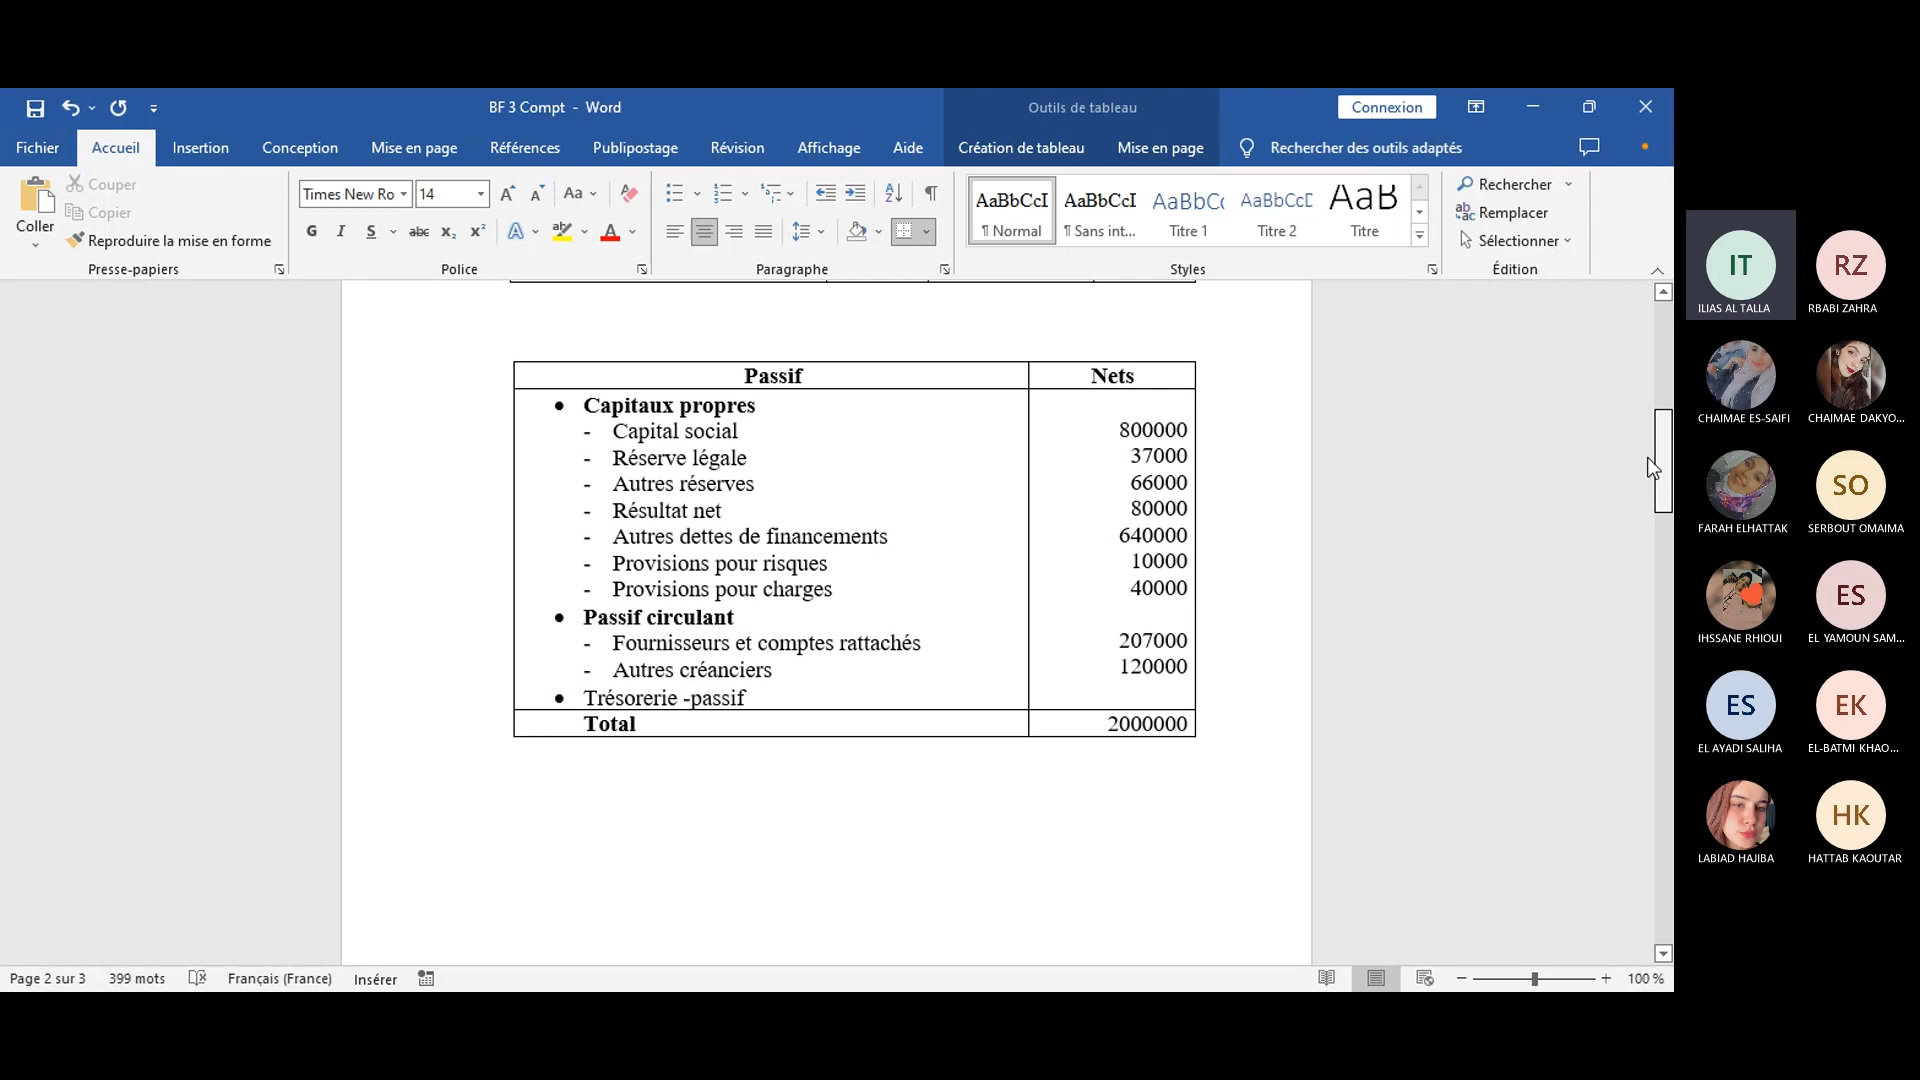 BF 3 Compt - Word
Outils de tableau
Connexion
Fichier
Accueil
Insertion
Conception
Mise en page
Références
Publipostage
Révision
Affichage
Aide
Création de tableau
Mise en page
Rechercher des outils adaptés
Coller
Couper
Copier
Reproduire la mise en forme
Presse-papiers
Times New Ro
14
Aa
G I S abc x₂ x²
A
A
Police
Paragraphe
AaBbCcI
¶ Normal
AaBbCcI
¶ Sans int...
AaBbCc
Titre 1
AaBbCcD
Titre 2
AaB
Titre
Styles
Rechercher
Remplacer
Sélectionner
Édition
Passif Nets
• Capitaux propres
- Capital social 800000
- Réserve légale 37000
- Autres réserves 66000
- Résultat net 80000
- Autres dettes de financements 640000
- Provisions pour risques 10000
- Provisions pour charges 40000
• Passif circulant
- Fournisseurs et comptes rattachés 207000
- Autres créanciers 120000
• Trésorerie -passif
Total 2000000
Page 2 sur 3
399 mots
Français (France)
Insérer
100 %
IT
ILIAS AL TALLA
RZ
RBABI ZAHRA
CHAIMAE ES-SAIFI
CHAIMAE DAKYO...
FARAH ELHATTAK
SO
SERBOUT OMAIMA
IHSSANE RHIOUI
ES
EL YAMOUN SAM...
ES
EL AYADI SALIHA
EK
EL-BATMI KHAO...
LABIAD HAJIBA
HK
HATTAB KAOUTAR